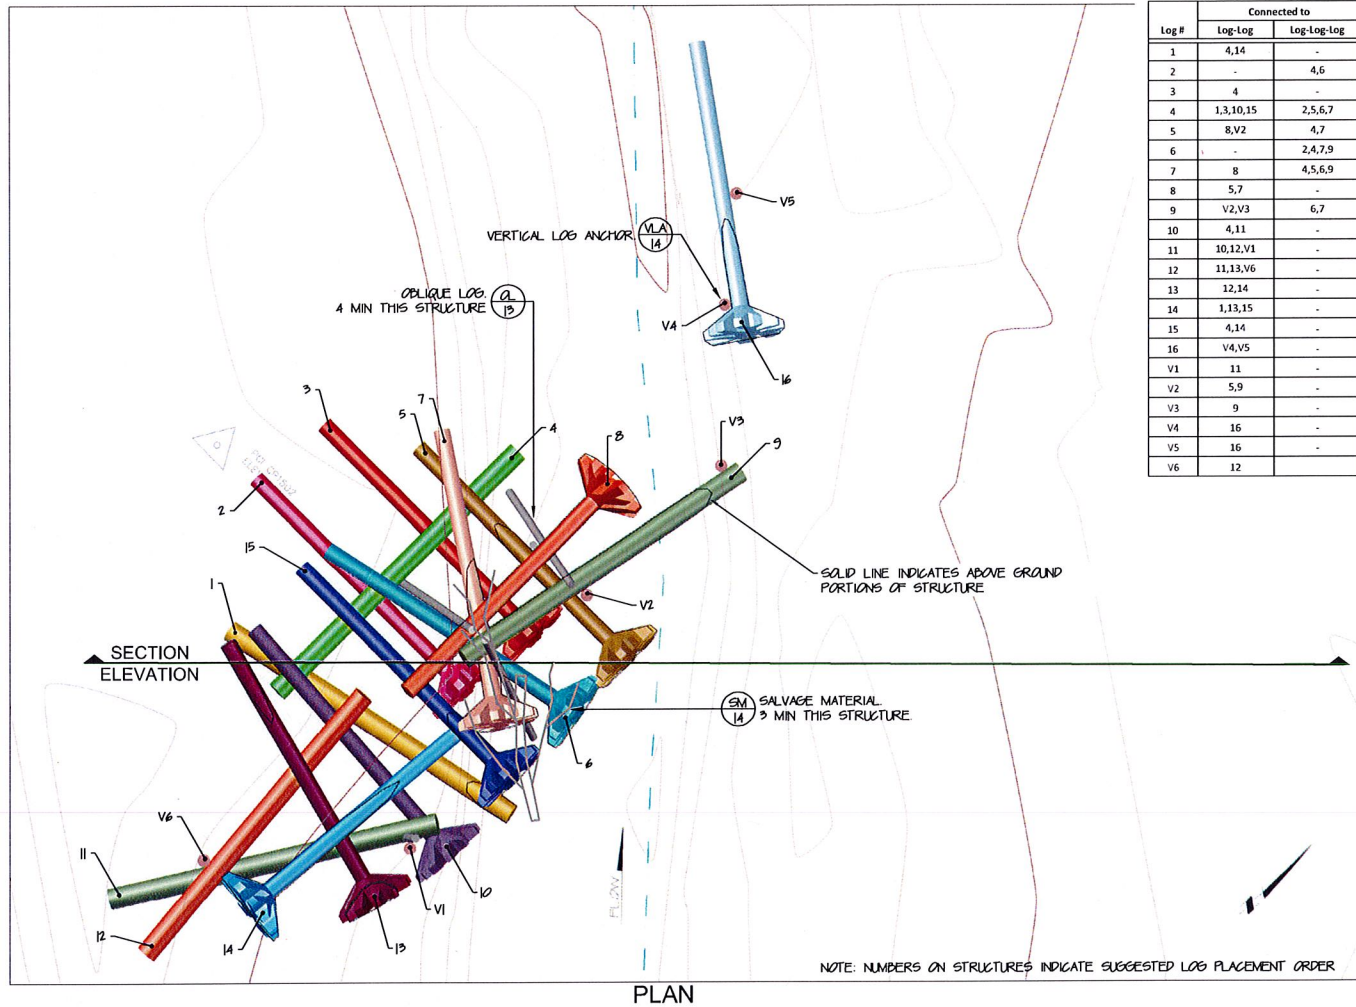 Connected to
Log # Log-Log Log-Log-Log
1 4,14 -
2 - 4,6
3 4 -
4 1,3,10,15 2,5,6,7
5 8,V2 4,7
6 - 2,4,7,9
7 8 4,5,6,9
8 5,7 -
9 V2,V3 6,7
10 4,11 -
11 10,12,V1 -
12 11,13,V6 -
13 12,14 -
14 1,13,15 -
15 4,14 -
16 V4,V5 -
V1 11 -
V2 5,9 -
V3 9 -
V4 16 -
V5 16 -
V6 12
V5
VERTICAL LOG ANCHOR
VLA
14
OBLIQUE LOG.
4 MIN THIS STRUCTURE
OL
13
V4
16
3
7
5
4
8
V3
9
2
15
1
SOLID LINE INDICATES ABOVE GROUND
PORTIONS OF STRUCTURE
V2
SECTION
ELEVATION
SM
14
SALVAGE MATERIAL.
3 MIN THIS STRUCTURE
6
V6
11
10
V1
12
14
13
FLOW
NOTE: NUMBERS ON STRUCTURES INDICATE SUGGESTED LOG PLACEMENT ORDER
PLAN